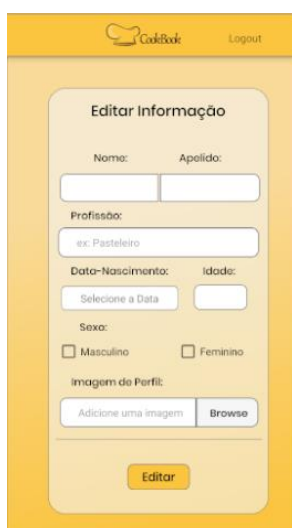 CodeBook Logout
Editar Informação
Nome: Apelido:
Profissão:
ex: Pasteleiro
Data-Nascimento: Idade:
Selecione a Data
Sexo:
Masculino Feminino
Imagem de Perfil:
Adicione uma imagem Browse
Editar